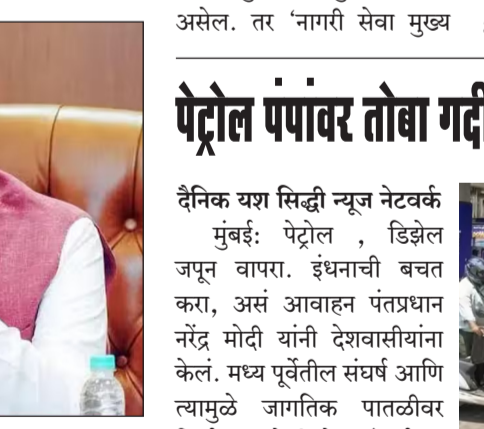 असेल. तर ‘नागरी सेवा मुख्य
पेट्रोल पंपांवर तोबा गर्दी
दैनिक यश सिद्धी न्यूज नेटवर्क
मुंबई: पेट्रोल , डिझेल
जपून वापरा. इंधनाची बचत
करा, असं आवाहन पंतप्रधान
नरेंद्र मोदी यांनी देशवासीयांना
केलं. मध्य पूर्वेतील संघर्ष आणि
त्यामुळे जागतिक पातळीवर